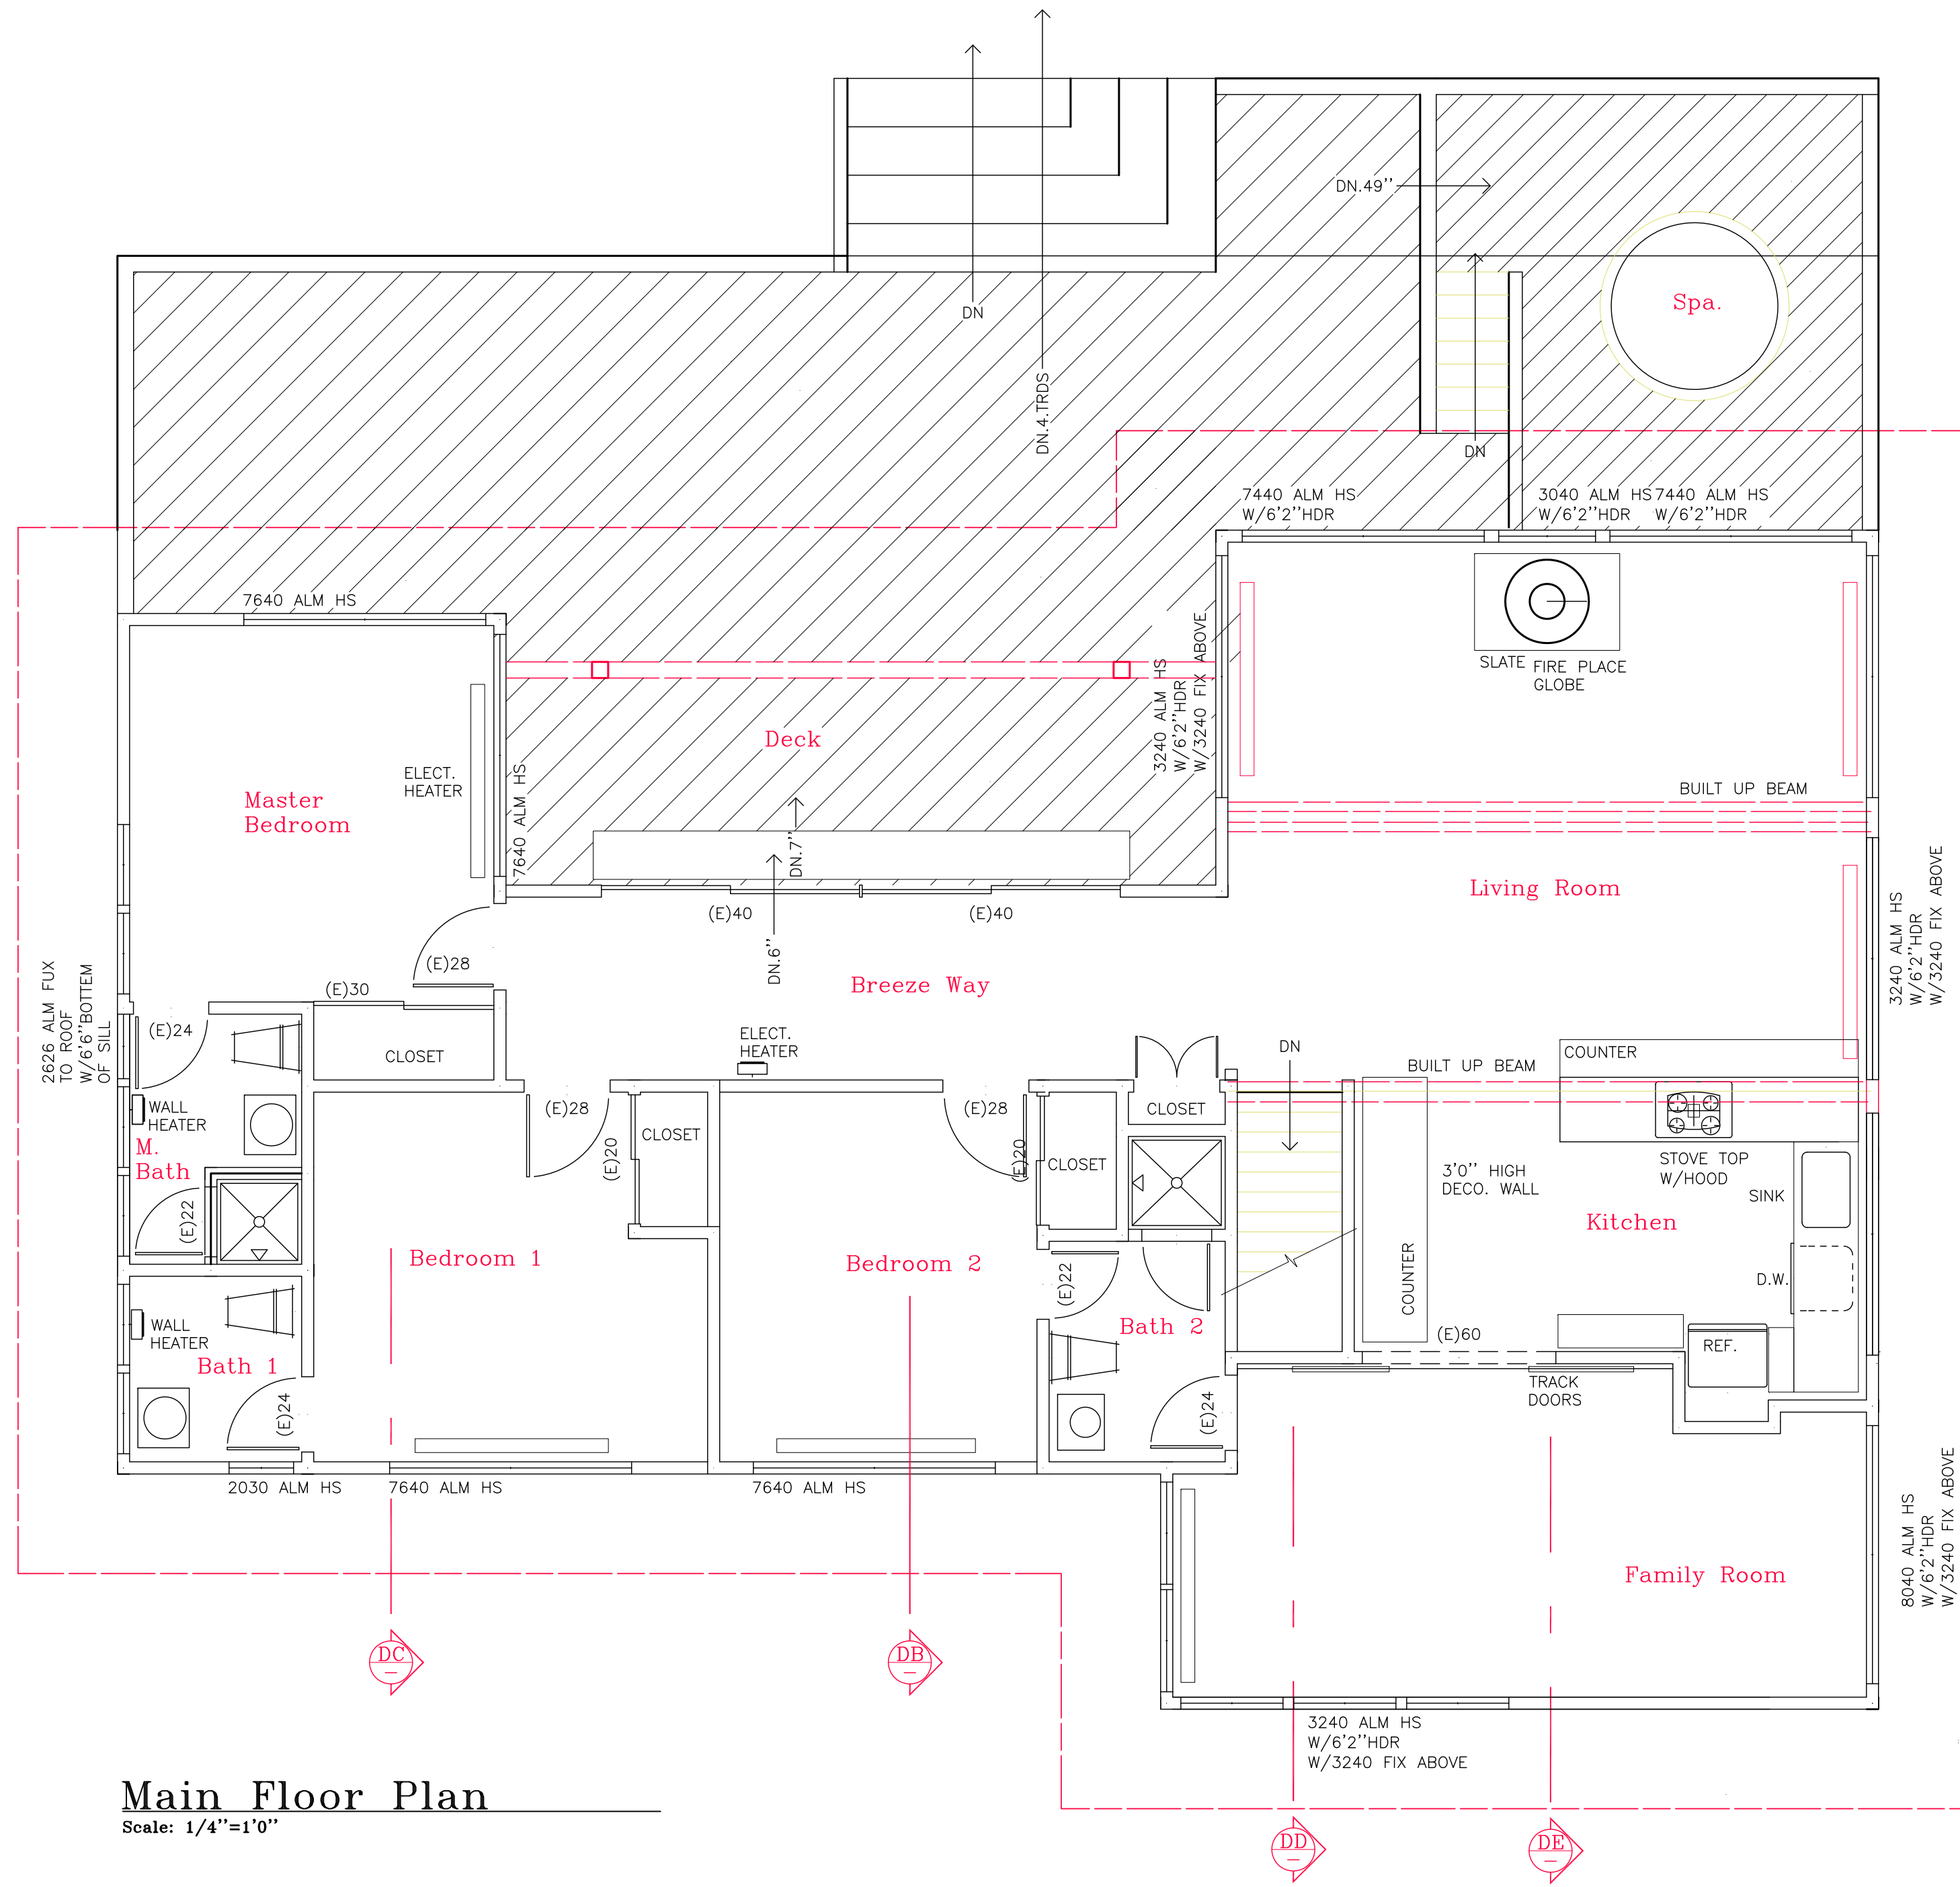 DN.49''
Spa.
DN
DN.4.TRDS
DN
7440 ALM HS
W/6'2''HDR
3040 ALM HS
W/6'2''HDR
7440 ALM HS
W/6'2''HDR
7640 ALM HS
SLATE
FIRE PLACE
GLOBE
3240 ALM HS
W/6'2''HDR
W/3240 FIX ABOVE
Deck
ELECT.
HEATER
7640 ALM HS
Master
Bedroom
BUILT UP BEAM
DN.7''
Living Room
(E)40
(E)40
DN.6''
3240 ALM HS
W/6'2''HDR
W/3240 FIX ABOVE
(E)28
Breeze Way
(E)30
2626 ALM FUX
TO ROOF
W/6'6''BOTTEM
OF SILL
(E)24
CLOSET
ELECT.
HEATER
DN
COUNTER
BUILT UP BEAM
WALL
HEATER
M.
Bath
(E)28
CLOSET
(E)20
(E)28
(E)20
CLOSET
CLOSET
3'0'' HIGH
DECO. WALL
STOVE TOP
W/HOOD
SINK
Kitchen
(E)22
Bedroom 1
Bedroom 2
(E)22
COUNTER
D.W.
WALL
HEATER
Bath 1
Bath 2
(E)60
REF.
TRACK
DOORS
(E)24
(E)24
2030 ALM HS
7640 ALM HS
7640 ALM HS
8040 ALM HS
W/6'2''HDR
W/3240 FIX ABOVE
Family Room
DC
DB
3240 ALM HS
W/6'2''HDR
W/3240 FIX ABOVE
Main Floor Plan
Scale: 1/4''=1'0''
DD
DE